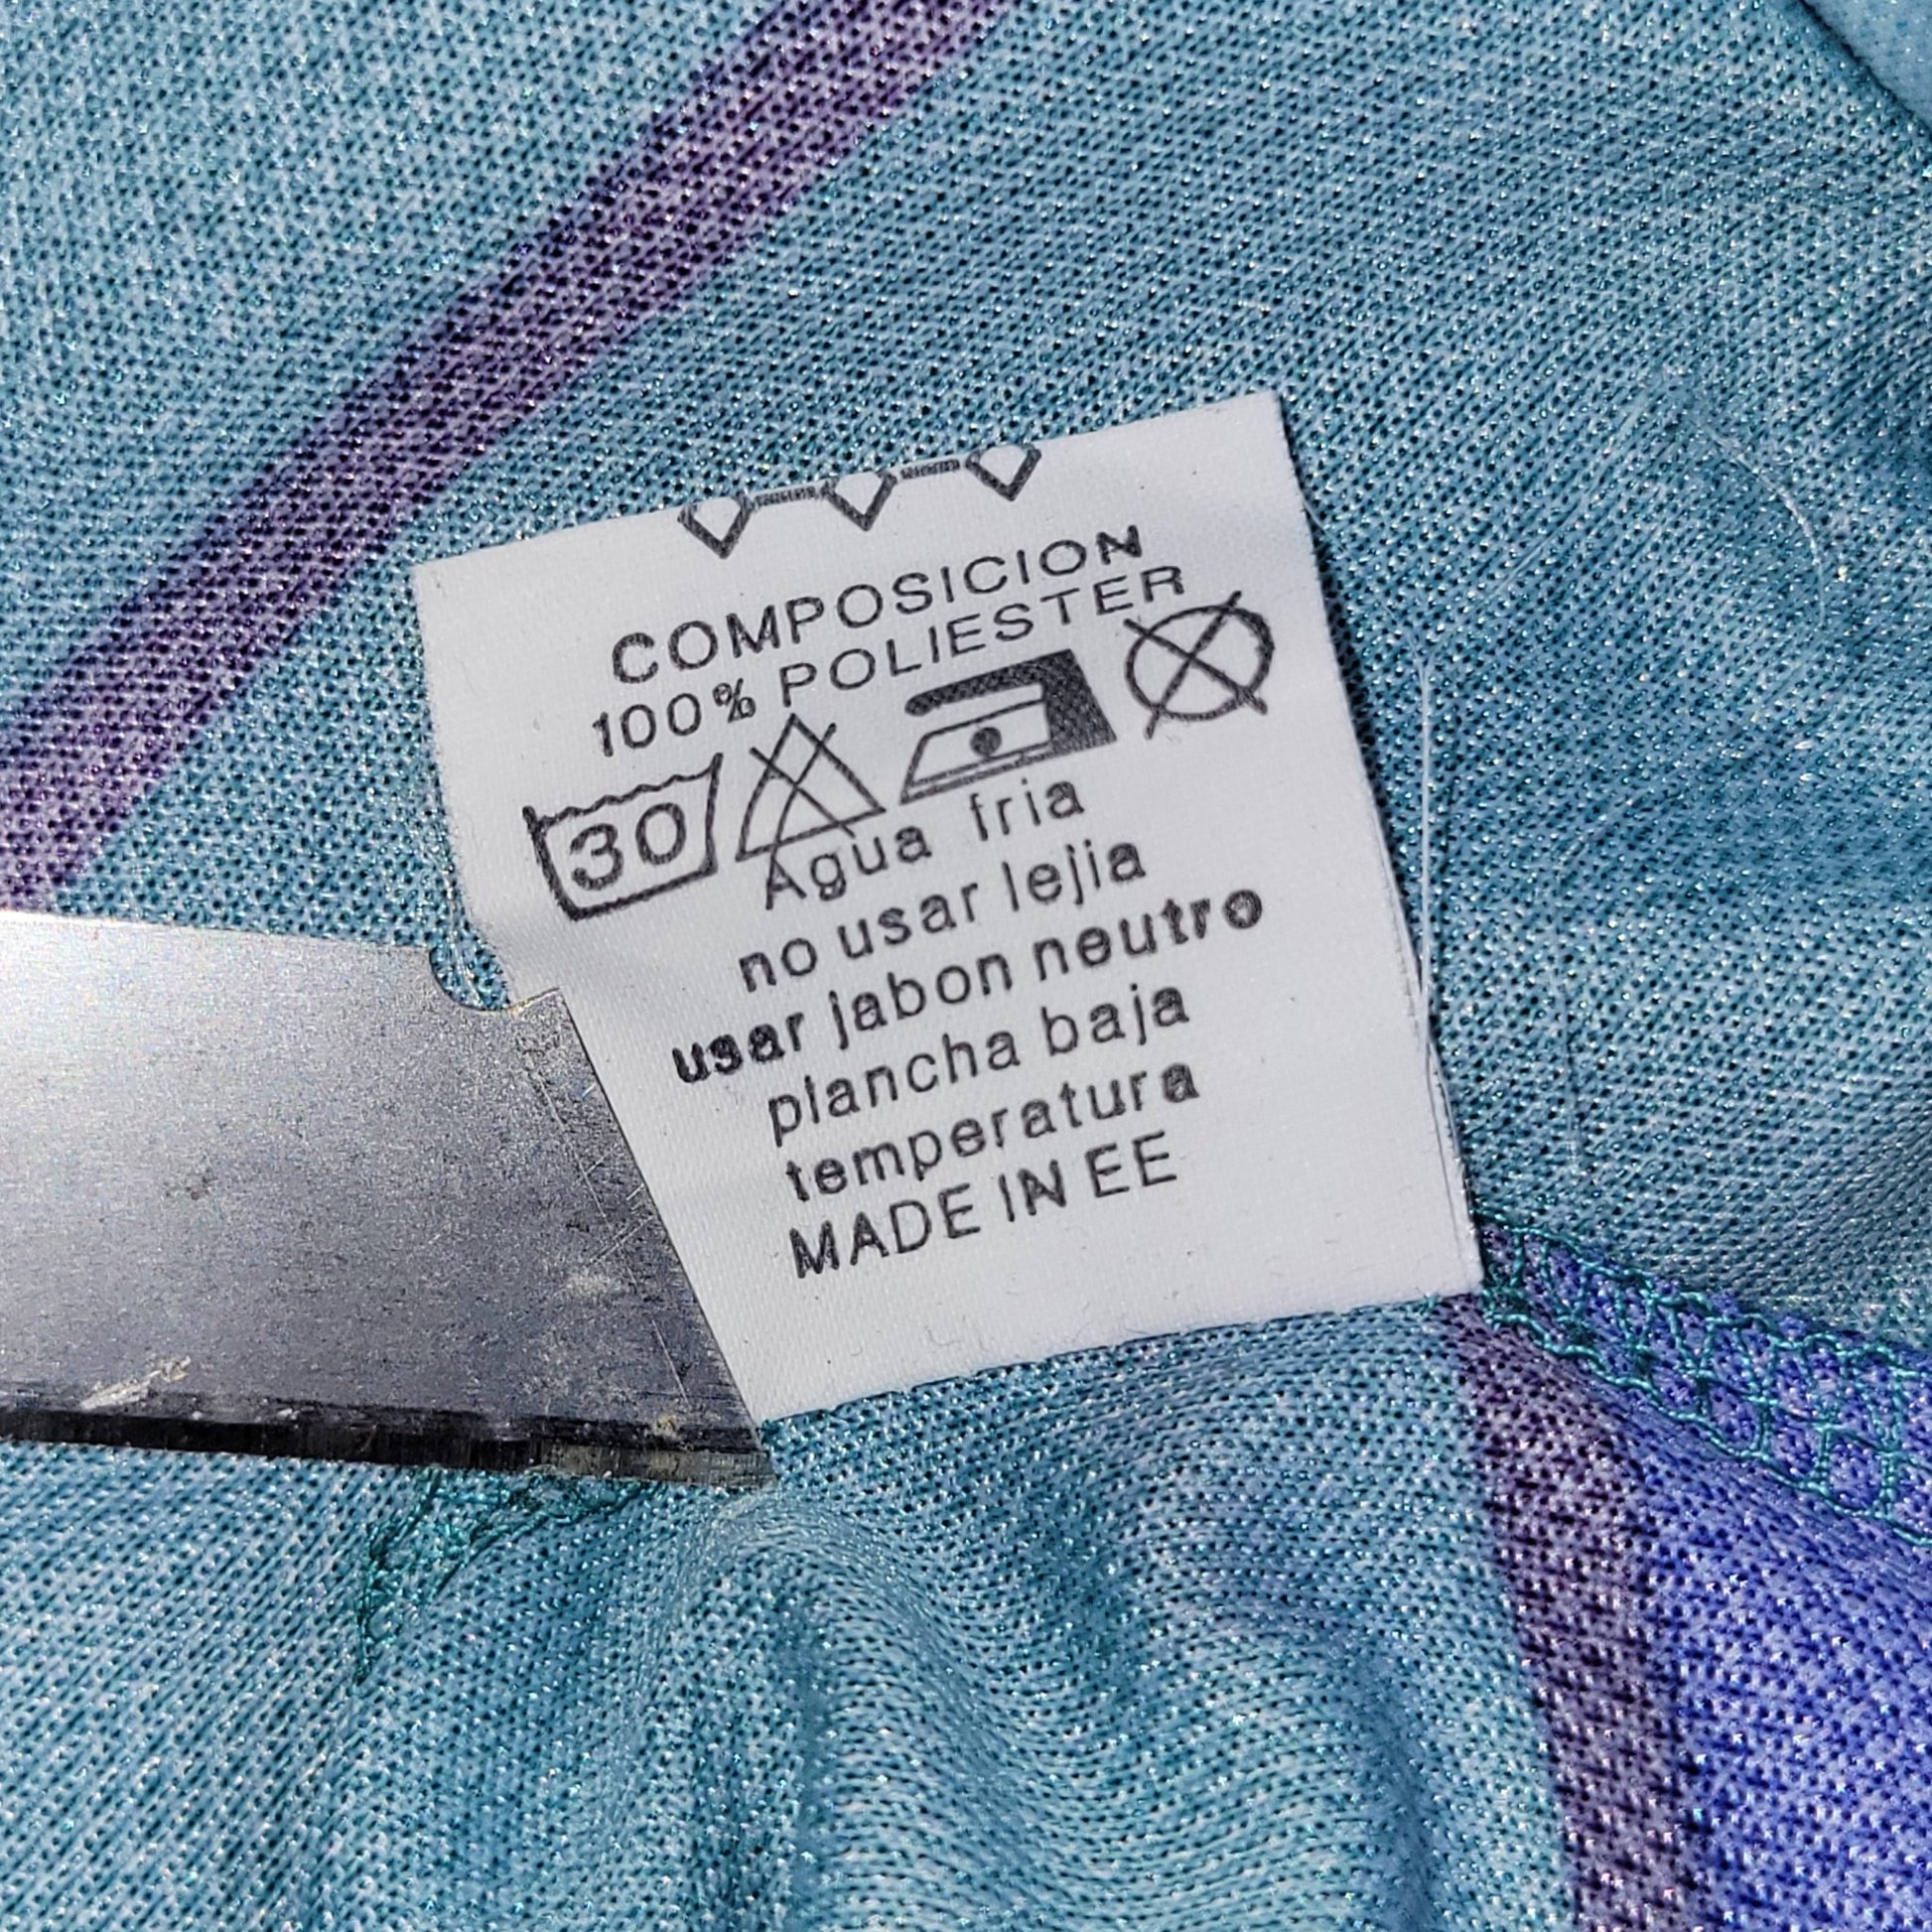 COMPOSICION
100% POLIESTER
30
Agua fria
no usar lejia
usar jabon neutro
plancha baja
temperatura
MADE IN EE